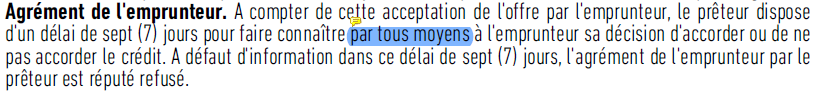 Agrément de l'emprunteur. A compter de cette acceptation de l'offre par l'emprunteur, le prêteur dispose
d'un délai de sept (7) jours pour faire connaître par tous moyens à l'emprunteur sa décision d'accorder ou de ne
pas accorder le crédit. A défaut d'information dans ce délai de sept (7) jours, l'agrément de l'emprunteur par le
prêteur est réputé refusé.